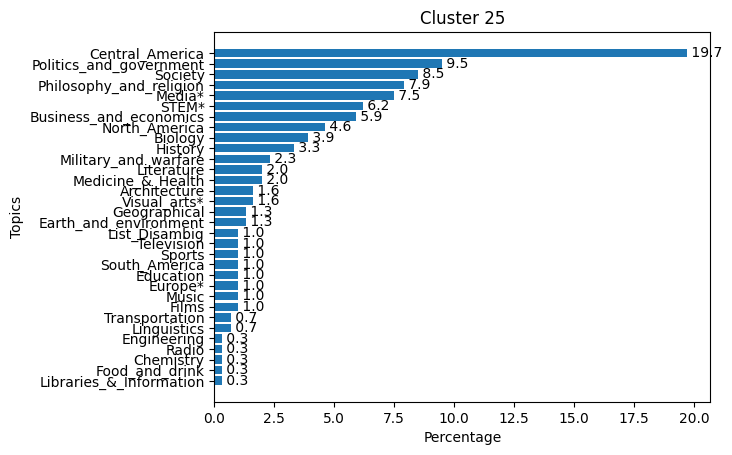 Cluster 25
Central_America 19.7
Politics_and_government 9.5
Society 8.5
Philosophy_and_religion 7.9
Media* 7.5
STEM* 6.2
Business_and_economics 5.9
North_America 4.6
Biology 3.9
History 3.3
Military_and_warfare 2.3
Literature 2.0
Medicine_&_Health 2.0
Architecture 1.6
Visual_arts* 1.6
Geographical 1.3
Earth_and_environment 1.3
List_Disambig 1.0
Television 1.0
Sports 1.0
South_America 1.0
Education 1.0
Europe* 1.0
Music 1.0
Films 1.0
Transportation 0.7
Linguistics 0.7
Engineering 0.3
Radio 0.3
Chemistry 0.3
Food_and_drink 0.3
Libraries_&_Information 0.3
Topics
0.0 2.5 5.0 7.5 10.0 12.5 15.0 17.5 20.0
Percentage